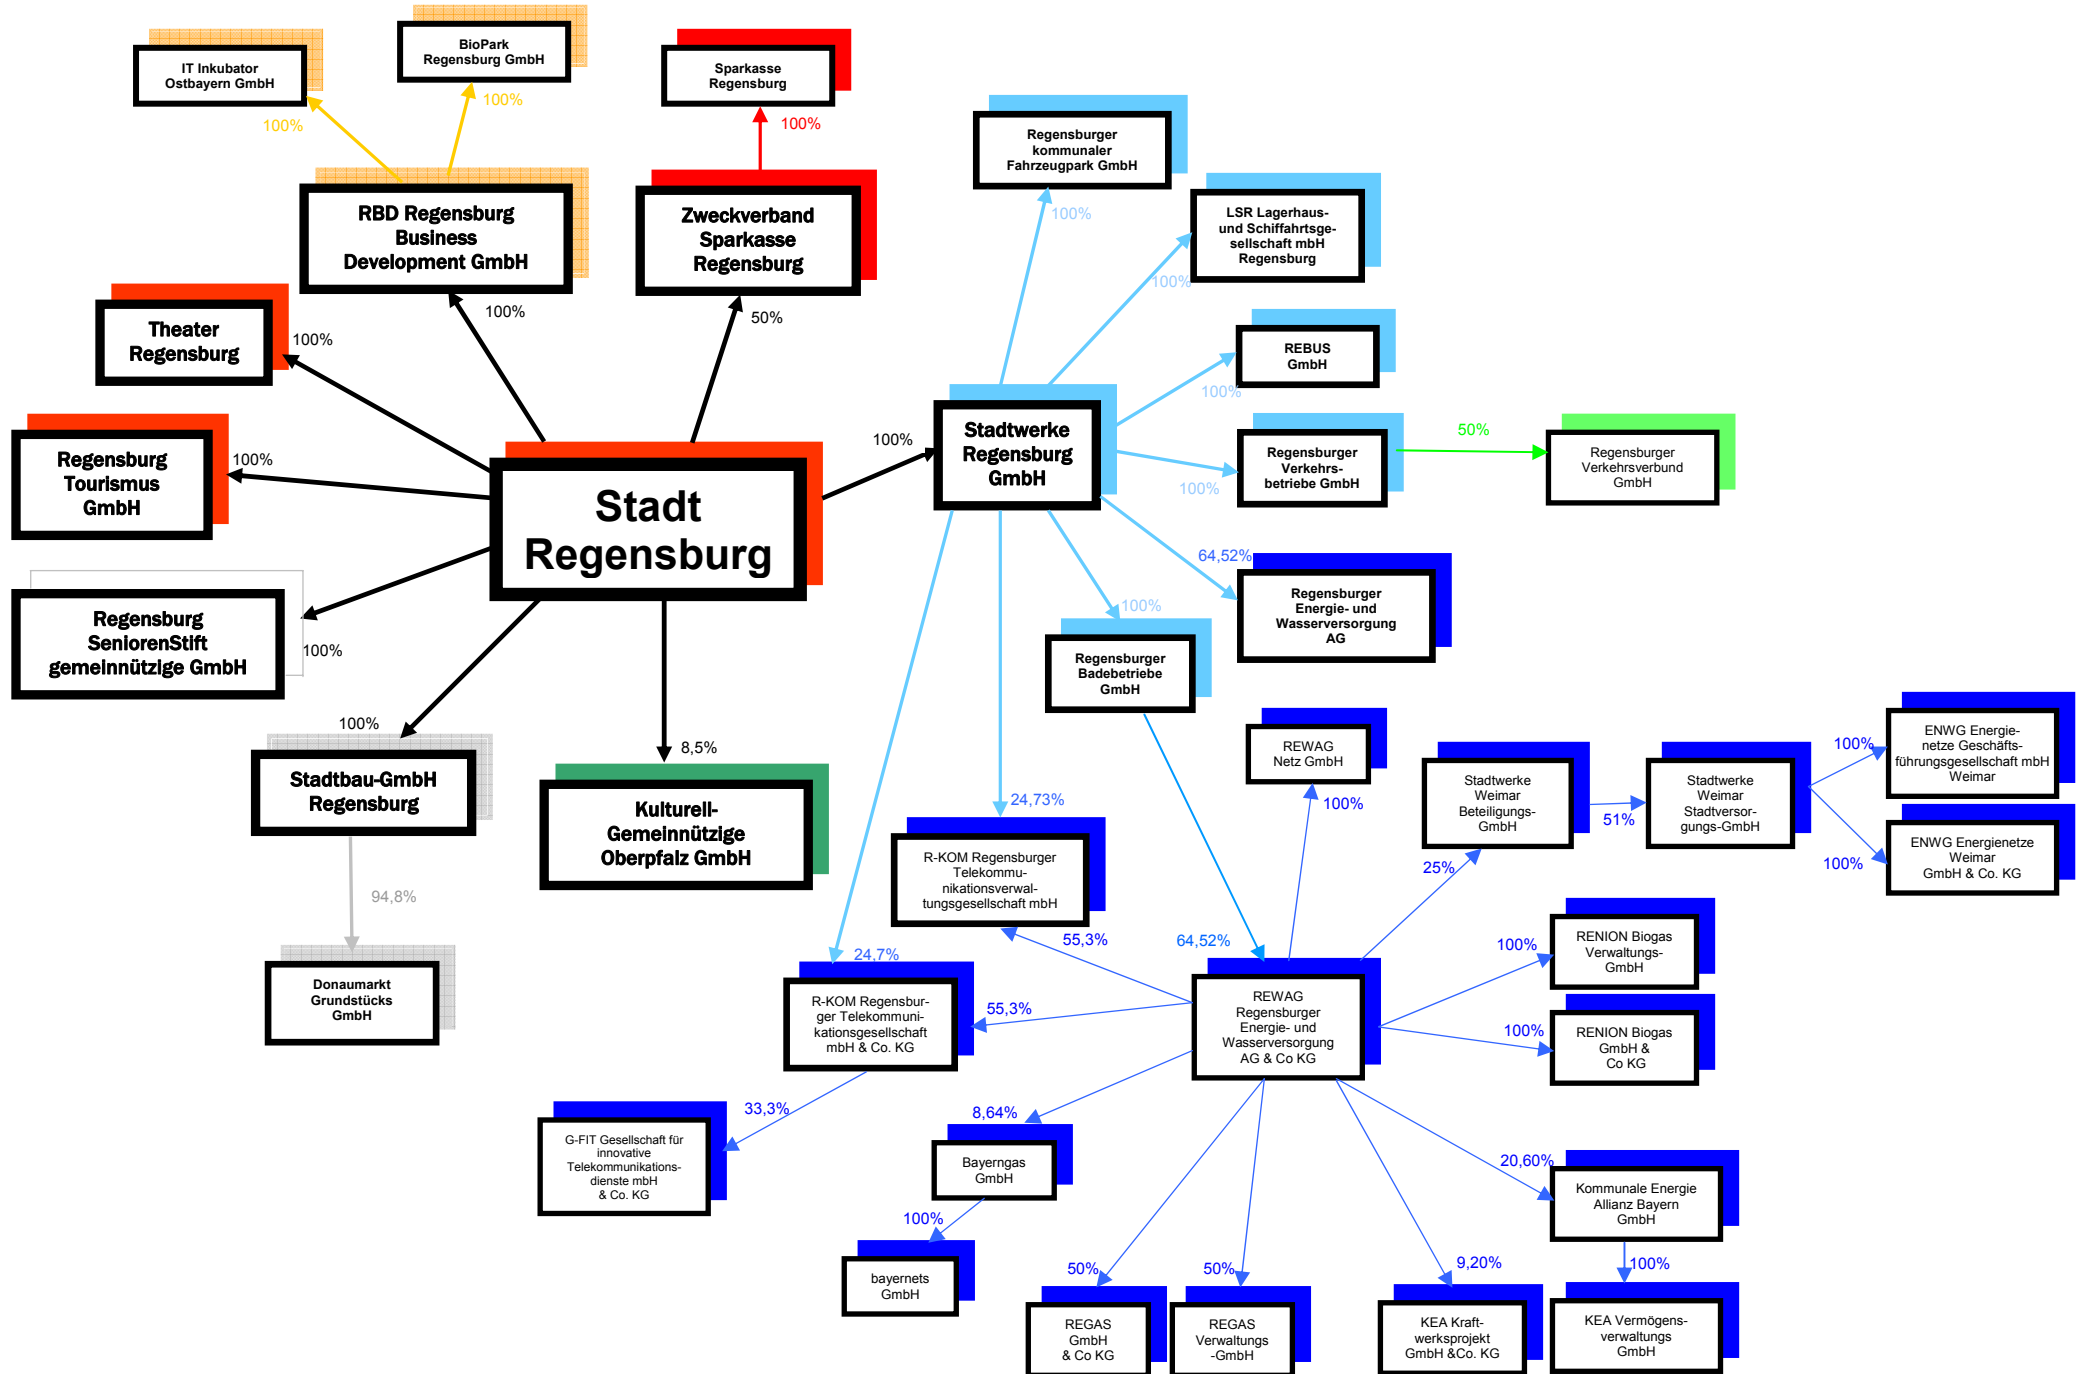 IT Inkubator
Ostbayern GmbH
100%
BioPark
Regensburg GmbH
100%
Sparkasse
Regensburg
100%
RBD Regensburg
Business
Development GmbH
100%
Zweckverband
Sparkasse
Regensburg
50%
Theater
Regensburg
100%
Regensburg
Tourismus
GmbH
100%
Stadt
Regensburg
Regensburg
SeniorenStift
gemeinnützige GmbH
100%
100%
Stadtbau-GmbH
Regensburg
94,8%
Donaumarkt
Grundstücks
GmbH
8,5%
Kulturell-
Gemeinnützige
Oberpfalz GmbH
100%
Stadtwerke
Regensburg
GmbH
Regensburger
kommunaler
Fahrzeugpark GmbH
100%
LSR Lagerhaus-
und Schiffahrtsge-
sellschaft mbH
Regensburg
100%
REBUS
GmbH
100%
Regensburger
Verkehrs-
betriebe GmbH
100%
50%
Regensburger
Verkehrsverbund
GmbH
64,52%
Regensburger
Energie- und
Wasserversorgung
AG
100%
Regensburger
Badebetriebe
GmbH
24,73%
R-KOM Regensburger
Telekommu-
nikationsverwal-
tungsgesellschaft mbH
55,3%
24,7%
R-KOM Regensbur-
ger Telekommuni-
kationsgesellschaft
mbH & Co. KG
55,3%
33,3%
G-FIT Gesellschaft für
innovative
Telekommunikations-
dienste mbH
& Co. KG
64,52%
REWAG
Regensburger
Energie- und
Wasserversorgung
AG & Co KG
REWAG
Netz GmbH
100%
25%
Stadtwerke
Weimar
Beteiligungs-
GmbH
51%
Stadtwerke
Weimar
Stadtversor-
gungs-GmbH
100%
ENWG Energie-
netze Geschäfts-
führungsgesellschaft mbH
Weimar
100%
ENWG Energienetze
Weimar
GmbH & Co. KG
100%
RENION Biogas
Verwaltungs-
GmbH
100%
RENION Biogas
GmbH &
Co KG
8,64%
Bayerngas
GmbH
100%
bayernets
GmbH
50%
REGAS
GmbH
& Co KG
50%
REGAS
Verwaltungs
-GmbH
9,20%
KEA Kraft-
werksprojekt
GmbH &Co. KG
20,60%
Kommunale Energie
Allianz Bayern
GmbH
100%
KEA Vermögens-
verwaltungs
GmbH